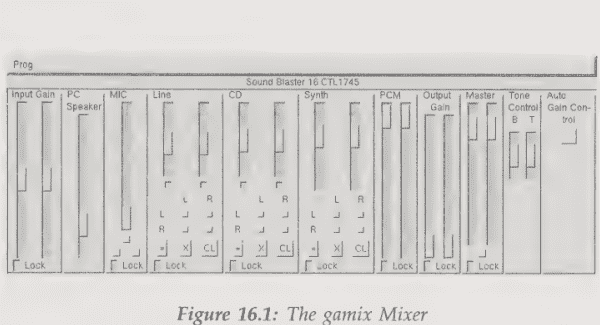 Prog
Sound Blaster 16 CTL1745
Input Gain PC Speaker MIC Line CD Synth PCM Output Gain Master Tone Control Auto Gain Con-trol
B T
L R L R L R
L L L
R R R
= X CL = X CL = X CL
Lock Lock Lock Lock Lock Lock Lock Lock
Figure 16.1: The gamix Mixer